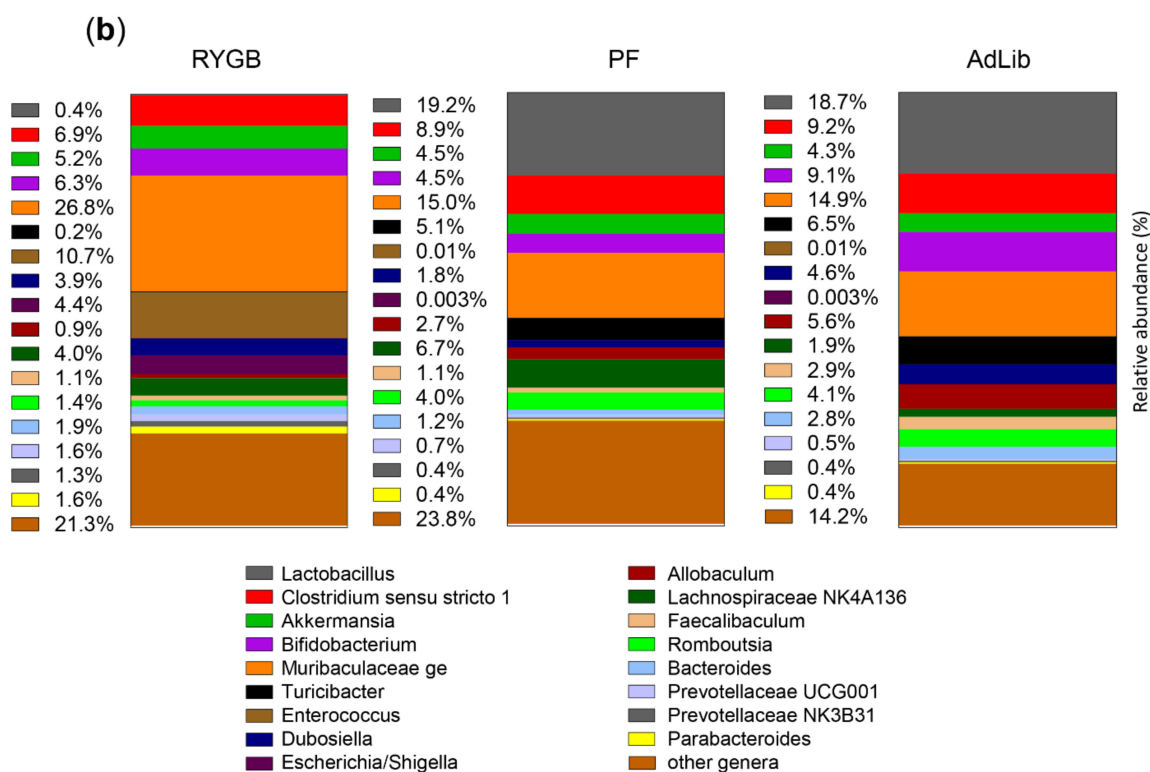 (b)
RYGB
PF
AdLib
0.4%
6.9%
5.2%
6.3%
26.8%
0.2%
10.7%
3.9%
4.4%
0.9%
4.0%
1.1%
1.4%
1.9%
1.6%
1.3%
1.6%
21.3%
19.2%
8.9%
4.5%
4.5%
15.0%
5.1%
0.01%
1.8%
0.003%
2.7%
6.7%
1.1%
4.0%
1.2%
0.7%
0.4%
0.4%
23.8%
18.7%
9.2%
4.3%
9.1%
14.9%
6.5%
0.01%
4.6%
0.003%
5.6%
1.9%
2.9%
4.1%
2.8%
0.5%
0.4%
0.4%
14.2%
Relative abundance (%)
Lactobacillus
Clostridium sensu stricto 1
Akkermansia
Bifidobacterium
Muribaculaceae ge
Turicibacter
Enterococcus
Dubosiella
Escherichia/Shigella
Allobaculum
Lachnospiraceae NK4A136
Faecalibaculum
Romboutsia
Bacteroides
Prevotellaceae UCG001
Prevotellaceae NK3B31
Parabacteroides
other genera